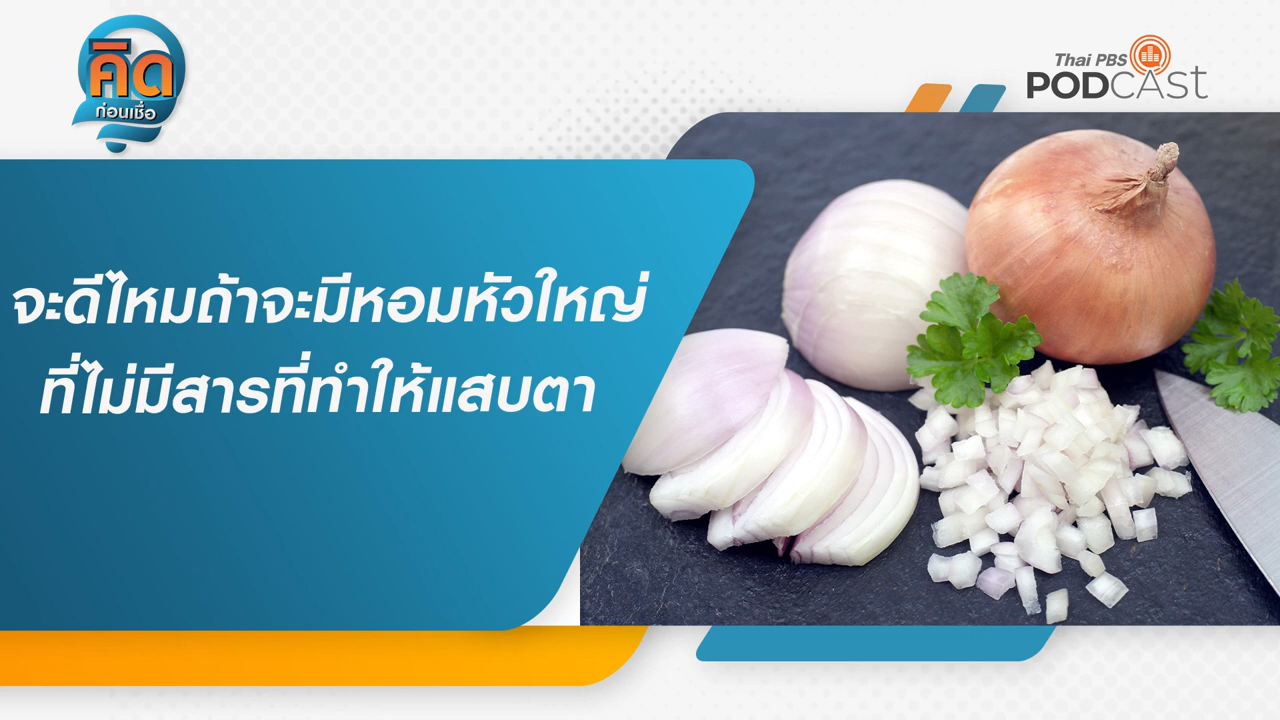 คิด
ก่อนเชื่อ
Thai PBS
PODCAST
จะดีไหมถ้าจะมีหอมหัวใหญ่
ที่ไม่มีสารที่ทำให้แสบตา